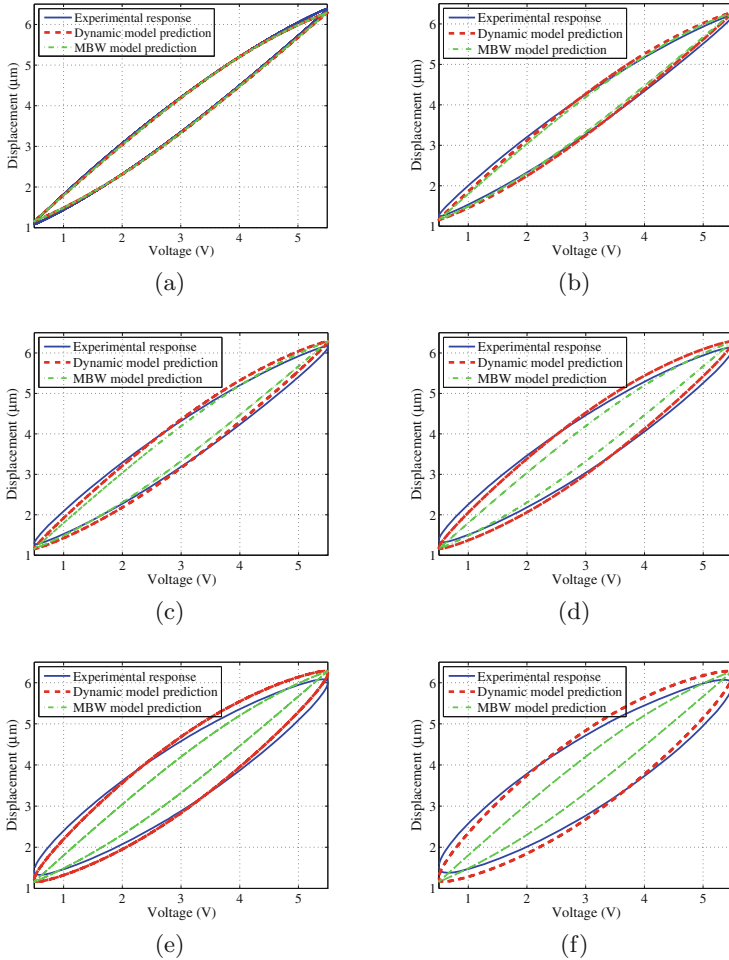 Experimental response
Dynamic model prediction
MBW model prediction
Displacement (μm)
6
5
4
3
2
1
1 2 3 4 5
Voltage (V)
(a)
Experimental response
Dynamic model prediction
MBW model prediction
Displacement (μm)
6
5
4
3
2
1
1 2 3 4 5
Voltage (V)
(b)
Experimental response
Dynamic model prediction
MBW model prediction
Displacement (μm)
6
5
4
3
2
1
1 2 3 4 5
Voltage (V)
(c)
Experimental response
Dynamic model prediction
MBW model prediction
Displacement (μm)
6
5
4
3
2
1
1 2 3 4 5
Voltage (V)
(d)
Experimental response
Dynamic model prediction
MBW model prediction
Displacement (μm)
6
5
4
3
2
1
1 2 3 4 5
Voltage (V)
(e)
Experimental response
Dynamic model prediction
MBW model prediction
Displacement (μm)
6
5
4
3
2
1
1 2 3 4 5
Voltage (V)
(f)